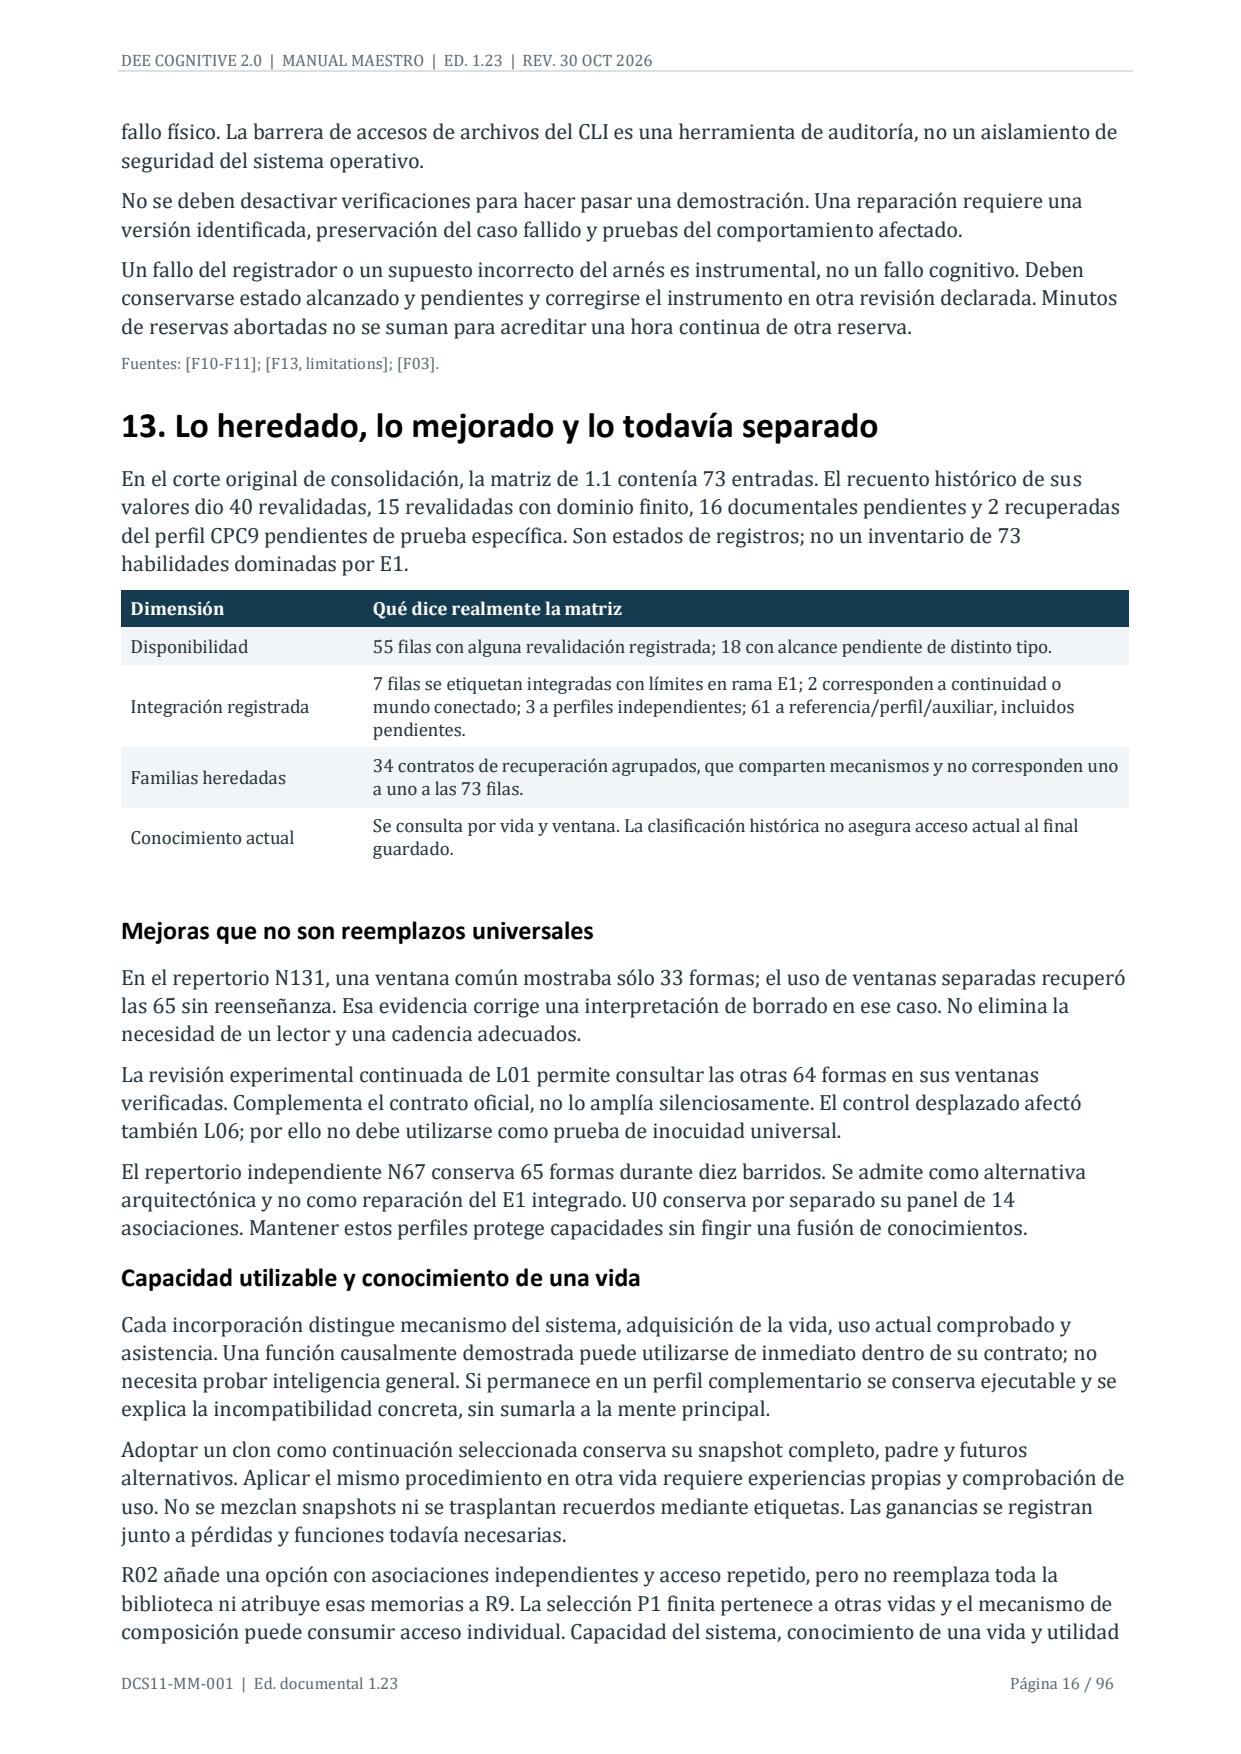 DEE COGNITIVE 2.0 | MANUAL MAESTRO | ED. 1.23 | REV. 30 OCT 2026
fallo físico. La barrera de accesos de archivos del CLI es una herramienta de auditoría, no un aislamiento de
seguridad del sistema operativo.
No se deben desactivar verificaciones para hacer pasar una demostración. Una reparación requiere una
versión identificada, preservación del caso fallido y pruebas del comportamiento afectado.
Un fallo del registrador o un supuesto incorrecto del arnés es instrumental, no un fallo cognitivo. Deben
conservarse estado alcanzado y pendientes y corregirse el instrumento en otra revisión declarada. Minutos
de reservas abortadas no se suman para acreditar una hora continua de otra reserva.
Fuentes: [F10-F11]; [F13, limitations]; [F03].
13. Lo heredado, lo mejorado y lo todavía separado
En el corte original de consolidación, la matriz de 1.1 contenía 73 entradas. El recuento histórico de sus
valores dio 40 revalidadas, 15 revalidadas con dominio finito, 16 documentales pendientes y 2 recuperadas
del perfil CPC9 pendientes de prueba específica. Son estados de registros; no un inventario de 73
habilidades dominadas por E1.
Dimensión Qué dice realmente la matriz
Disponibilidad 55 filas con alguna revalidación registrada; 18 con alcance pendiente de distinto tipo.
Integración registrada 7 filas se etiquetan integradas con límites en rama E1; 2 corresponden a continuidad o
mundo conectado; 3 a perfiles independientes; 61 a referencia/perfil/auxiliar, incluidos
pendientes.
Familias heredadas 34 contratos de recuperación agrupados, que comparten mecanismos y no corresponden uno
a uno a las 73 filas.
Conocimiento actual Se consulta por vida y ventana. La clasificación histórica no asegura acceso actual al final
guardado.
Mejoras que no son reemplazos universales
En el repertorio N131, una ventana común mostraba sólo 33 formas; el uso de ventanas separadas recuperó
las 65 sin reenseñanza. Esa evidencia corrige una interpretación de borrado en ese caso. No elimina la
necesidad de un lector y una cadencia adecuados.
La revisión experimental continuada de L01 permite consultar las otras 64 formas en sus ventanas
verificadas. Complementa el contrato oficial, no lo amplía silenciosamente. El control desplazado afectó
también L06; por ello no debe utilizarse como prueba de inocuidad universal.
El repertorio independiente N67 conserva 65 formas durante diez barridos. Se admite como alternativa
arquitectónica y no como reparación del E1 integrado. U0 conserva por separado su panel de 14
asociaciones. Mantener estos perfiles protege capacidades sin fingir una fusión de conocimientos.
Capacidad utilizable y conocimiento de una vida
Cada incorporación distingue mecanismo del sistema, adquisición de la vida, uso actual comprobado y
asistencia. Una función causalmente demostrada puede utilizarse de inmediato dentro de su contrato; no
necesita probar inteligencia general. Si permanece en un perfil complementario se conserva ejecutable y se
explica la incompatibilidad concreta, sin sumarla a la mente principal.
Adoptar un clon como continuación seleccionada conserva su snapshot completo, padre y futuros
alternativos. Aplicar el mismo procedimiento en otra vida requiere experiencias propias y comprobación de
uso. No se mezclan snapshots ni se trasplantan recuerdos mediante etiquetas. Las ganancias se registran
junto a pérdidas y funciones todavía necesarias.
R02 añade una opción con asociaciones independientes y acceso repetido, pero no reemplaza toda la
biblioteca ni atribuye esas memorias a R9. La selección P1 finita pertenece a otras vidas y el mecanismo de
composición puede consumir acceso individual. Capacidad del sistema, conocimiento de una vida y utilidad
DCS11-MM-001 | Ed. documental 1.23 Página 16 / 96